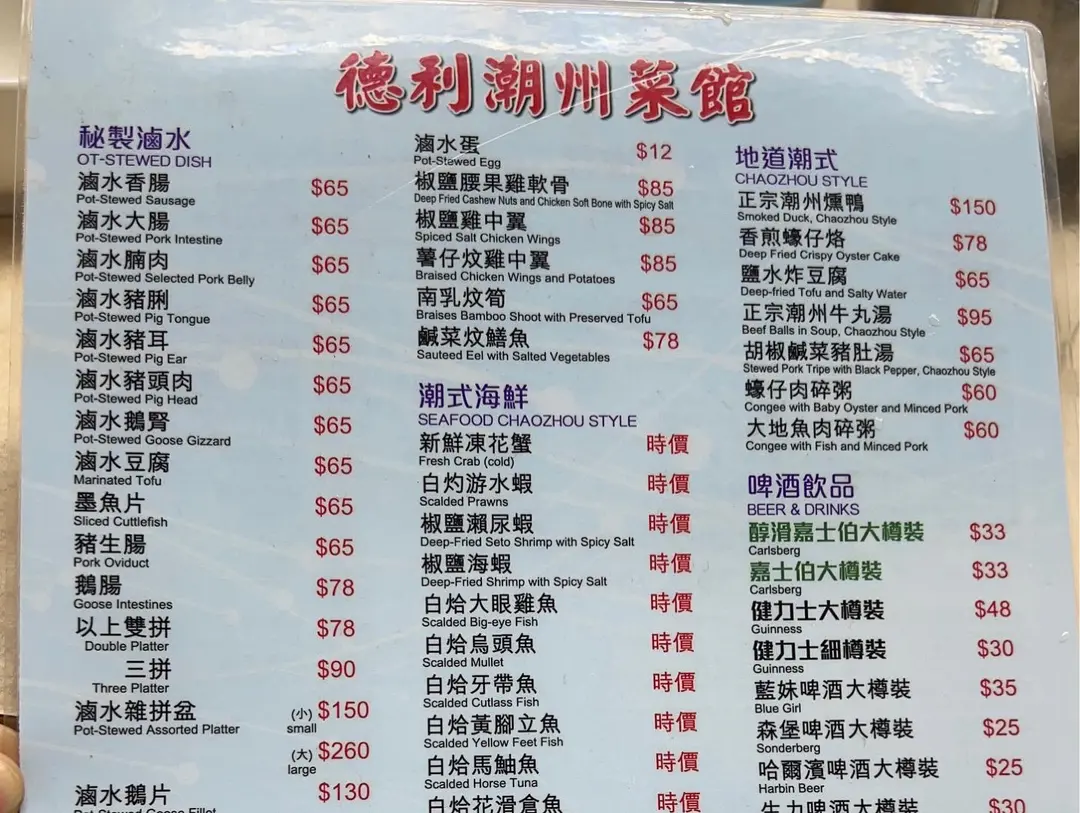 德利潮州菜館
秘製滷水
OT-STEWED DISH
滷水香腸 $65
Pot-Stewed Sausage
滷水大腸 $65
Pot-Stewed Pork Intestine
滷水腩肉 $65
Pot-Stewed Selected Pork Belly
滷水豬脷 $65
Pot-Stewed Pig Tongue
滷水豬耳 $65
Pot-Stewed Pig Ear
滷水豬頭肉 $65
Pot-Stewed Pig Head
滷水鵝腎 $65
Pot-Stewed Goose Gizzard
滷水豆腐 $65
Marinated Tofu
墨魚片 $65
Sliced Cuttlefish
豬生腸 $65
Pork Oviduct
鵝腸 $78
Goose Intestines
以上雙拼 $78
Double Platter
三拼 $90
Three Platter
滷水雜拼盆 (小) $150
Pot-Stewed Assorted Platter small
(大) $260
large
滷水鵝片 $130
Pot-Stewed Goose Fillet
滷水蛋 $12
Pot-Stewed Egg
椒鹽腰果雞軟骨 $85
Deep Fried Cashew Nuts and Chicken Soft Bone with Spicy Salt
椒鹽雞中翼 $85
Spiced Salt Chicken Wings
薯仔炆雞中翼 $85
Braised Chicken Wings and Potatoes
南乳炆筍 $65
Braises Bamboo Shoot with Preserved Tofu
鹹菜炆鱔魚 $78
Sauteed Eel with Salted Vegetables
潮式海鮮
SEAFOOD CHAOZHOU STYLE
新鮮凍花蟹 時價
Fresh Crab (cold)
白灼游水蝦 時價
Scalded Prawns
椒鹽瀨尿蝦 時價
Deep-Fried Seto Shrimp with Spicy Salt
椒鹽海蝦 時價
Deep-Fried Shrimp with Spicy Salt
白烚大眼雞魚 時價
Scalded Big-eye Fish
白烚烏頭魚 時價
Scalded Mullet
白烚牙帶魚 時價
Scalded Cutlass Fish
白烚黃腳立魚 時價
Scalded Yellow Feet Fish
白烚馬鮋魚 時價
Scalded Horse Tuna
白烚花滑倉魚 時價
地道潮式
CHAOZHOU STYLE
正宗潮州燻鴨 $150
Smoked Duck, Chaozhou Style
香煎蠔仔烙 $78
Deep Fried Crispy Oyster Cake
鹽水炸豆腐 $65
Deep-fried Tofu and Salty Water
正宗潮州牛丸湯 $95
Beef Balls in Soup, Chaozhou Style
胡椒鹹菜豬肚湯 $65
Stewed Pork Tripe with Black Pepper, Chaozhou Style
蠔仔肉碎粥 $60
Congee with Baby Oyster and Minced Pork
大地魚肉碎粥 $60
Congee with Fish and Minced Pork
啤酒飲品
BEER & DRINKS
醇滑嘉士伯大樽裝 $33
Carlsberg
嘉士伯大樽裝 $33
Carlsberg
健力士大樽裝 $48
Guinness
健力士細樽裝 $30
Guinness
藍妹啤酒大樽裝 $35
Blue Girl
森堡啤酒大樽裝 $25
Sonderberg
哈爾濱啤酒大樽裝 $25
Harbin Beer
生力啤酒大樽裝 $30